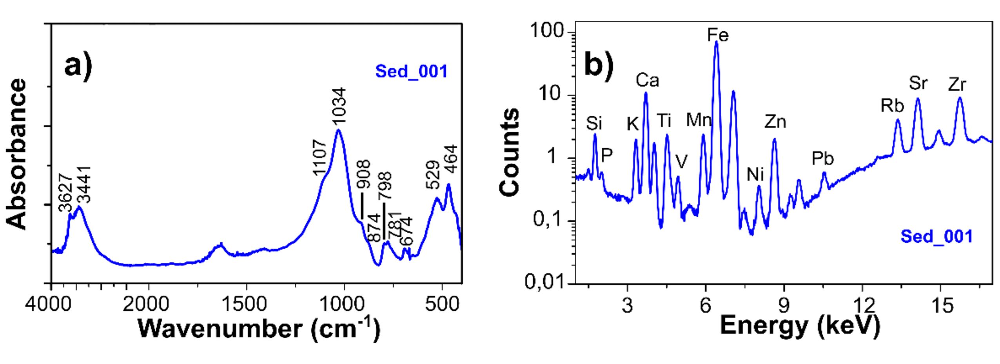 a)
Sed_001
Absorbance
3627
3441
1107
1034
908
874
798
781
674
529
464
4000 2000 1500 1000 500
Wavenumber (cm-1)
b)
Counts
100
10
1
0,1
0,01
Si
P
K
Ca
Ti
V
Mn
Fe
Ni
Zn
Pb
Rb
Sr
Zr
Sed_001
3 6 9 12 15
Energy (keV)